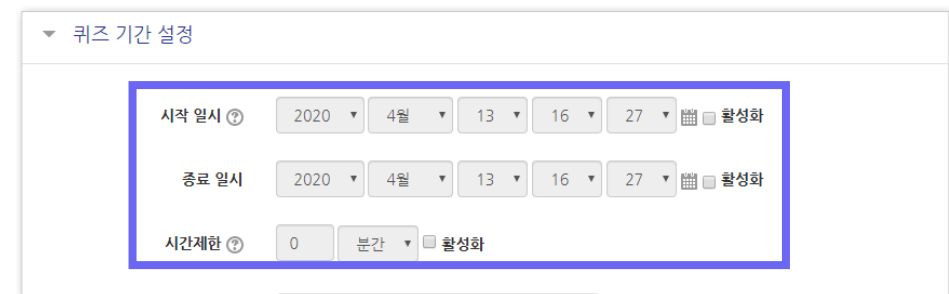 퀴즈 기간 설정
시작 일시 ? 2020 4월 13 16 27 활성화
종료 일시 2020 4월 13 16 27 활성화
시간제한 ? 0 분간 활성화